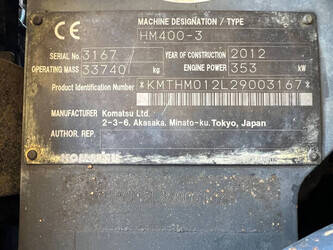 CE
MACHINE DESIGNATION / TYPE
HM400-3
SERIAL No. 3167 YEAR OF CONSTRUCTION 2012
OPERATING MASS 33740 kg ENGINE POWER 353 kW
Product Identification Number *KMTHM012L29003167*
MANUFACTURER Komatsu Ltd.
2-3-6, Akasaka, Minato-ku, Tokyo, Japan
AUTHOR. REP.
KOMATSU